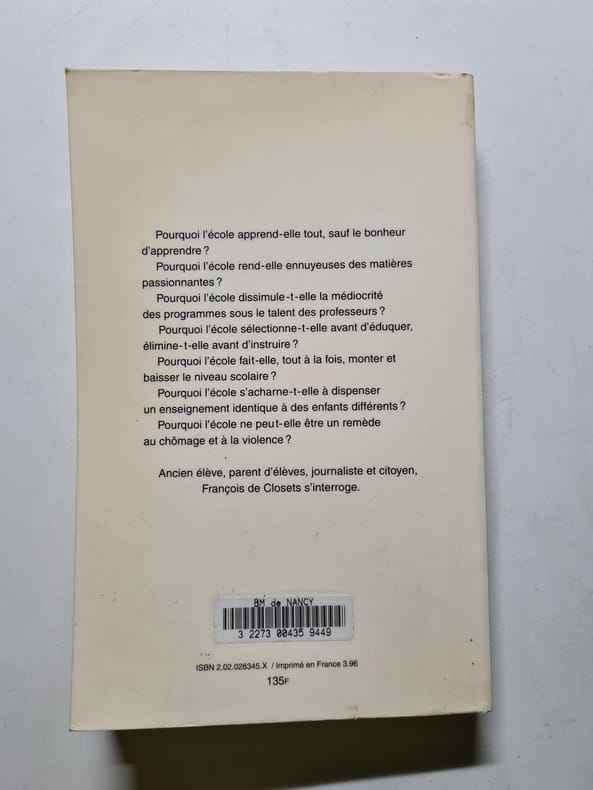 Pourquoi l'école apprend-elle tout, sauf le bonheur
d'apprendre ?
Pourquoi l'école rend-elle ennuyeuses des matières
passionnantes ?
Pourquoi l'école dissimule-t-elle la médiocrité
des programmes sous le talent des professeurs ?
Pourquoi l'école sélectionne-t-elle avant d'éduquer,
élimine-t-elle avant d'instruire ?
Pourquoi l'école fait-elle, tout à la fois, monter et
baisser le niveau scolaire ?
Pourquoi l'école s'acharne-t-elle à dispenser
un enseignement identique à des enfants différents ?
Pourquoi l'école ne peut-elle être un remède
au chômage et à la violence ?
Ancien élève, parent d'élèves, journaliste et citoyen,
François de Closets s'interroge.
BM de NANCY
3 2273 00435 9449
ISBN 2.02.028345.X / Imprimé en France 3.96
135F